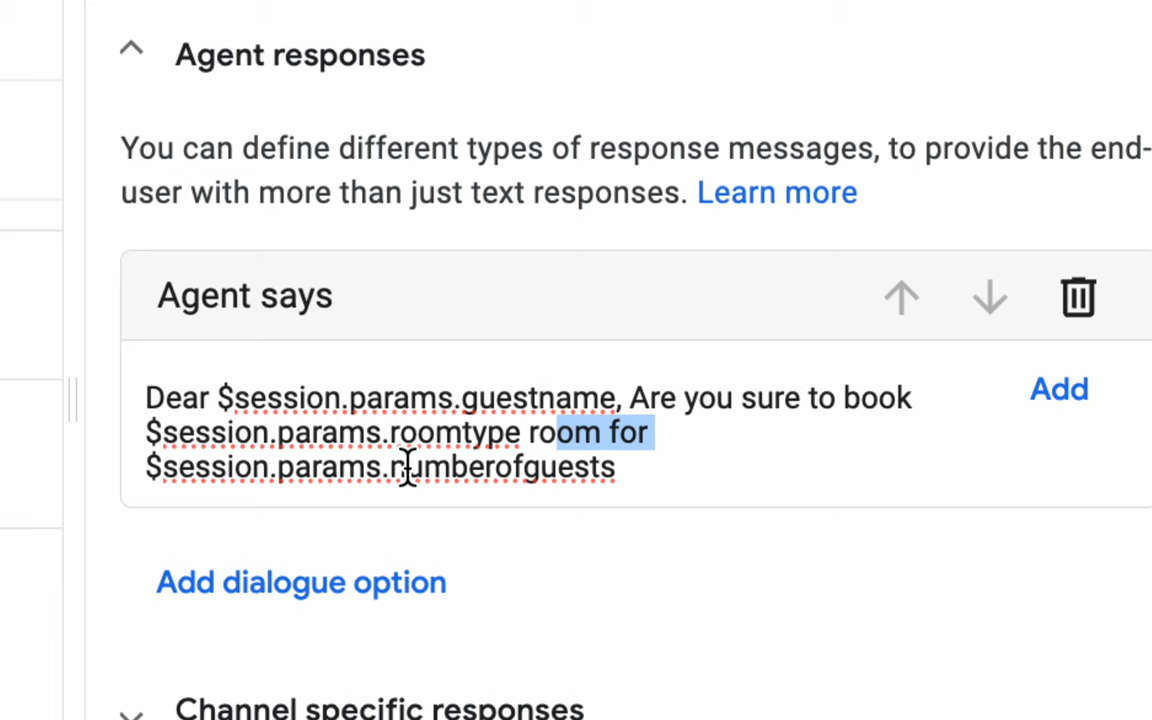 Agent responses
You can define different types of response messages, to provide the end-
user with more than just text responses. Learn more
Agent says
Dear $session.params.guestname, Are you sure to book
Add
$session.params.roomtype room for
$session.params.numberofguests
Add dialogue option
Channel specific responses